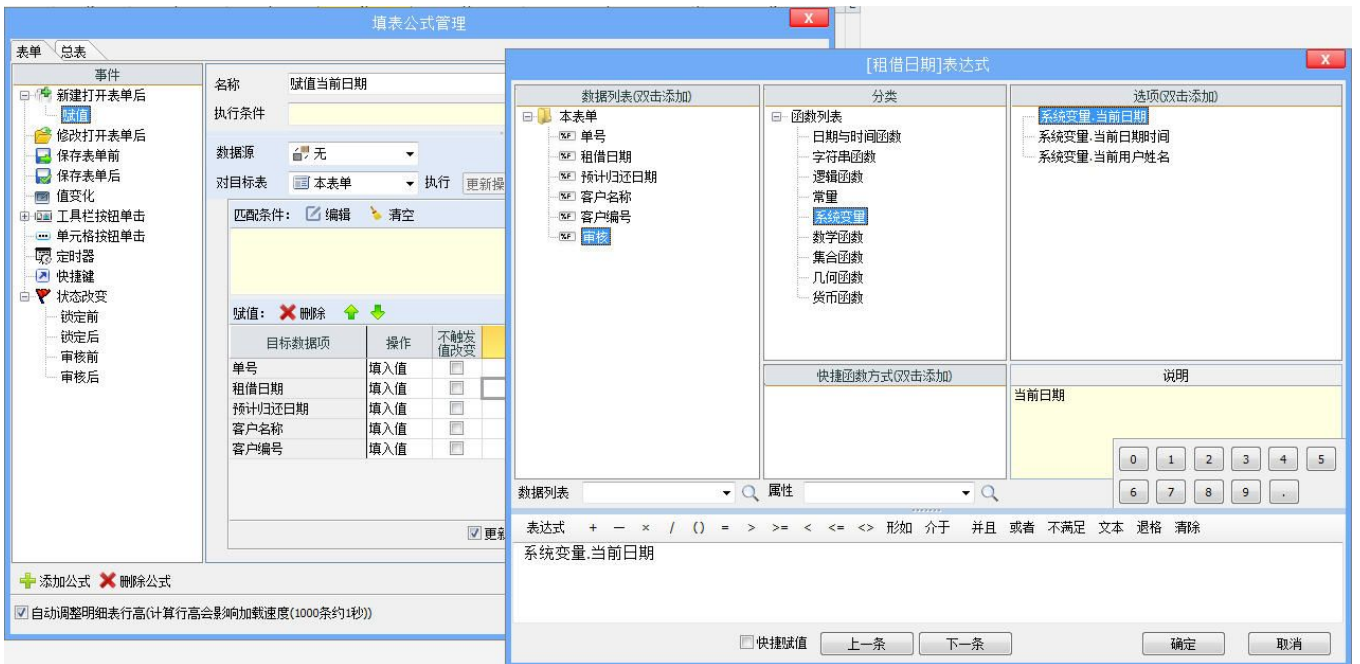 填表公式管理
X
表单 总表
事件
新建打开表单后
赋值
修改打开表单后
保存表单前
保存表单后
值变化
工具栏按钮单击
单元格按钮单击
定时器
快捷键
状态改变
锁定前
锁定后
审核前
审核后
名称 赋值当前日期
执行条件
数据源 无
对目标表 本表单 执行 更新操
匹配条件: 编辑 清空
赋值: 删除
目标数据项 操作 不触发值改变
单号 填入值
租借日期 填入值
预计归还日期 填入值
客户名称 填入值
客户编号 填入值
添加公式 删除公式
自动调整明细表行高(计算行高会影响加载速度(1000条约1秒))
[租借日期]表达式
X
数据列表(双击添加)
本表单
单号
租借日期
预计归还日期
客户名称
客户编号
审核
分类
函数列表
日期与时间函数
字符串函数
逻辑函数
常量
系统变量
数学函数
集合函数
几何函数
货币函数
选项(双击添加)
系统变量.当前日期
系统变量.当前日期时间
系统变量.当前用户姓名
快捷函数方式(双击添加)
说明
当前日期
0 1 2 3 4 5
6 7 8 9 .
数据列表 属性
表达式 + — × / () = > >= < <= <> 形如 介于 并且 或者 不满足 文本 退格 清除
系统变量.当前日期
快捷赋值 上一条 下一条 确定 取消